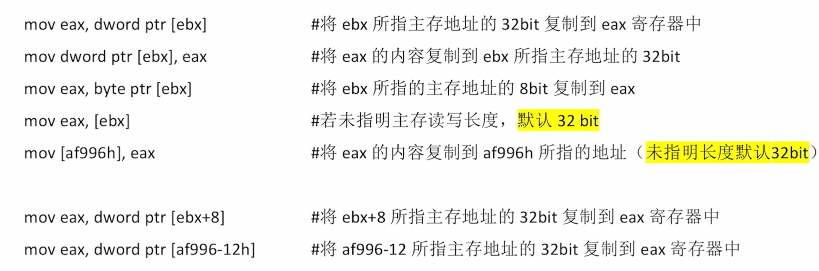 mov eax, dword ptr [ebx] #将 ebx 所指主存地址的 32bit 复制到 eax 寄存器中
mov dword ptr [ebx], eax #将 eax 的内容复制到 ebx 所指主存地址的 32bit
mov eax, byte ptr [ebx] #将 ebx 所指的主存地址的 8bit 复制到 eax
mov eax, [ebx] #若未指明主存读写长度，默认 32 bit
mov [af996h], eax #将 eax 的内容复制到 af996h 所指的地址（未指明长度默认32bit）
mov eax, dword ptr [ebx+8] #将 ebx+8 所指主存地址的 32bit 复制到 eax 寄存器中
mov eax, dword ptr [af996-12h] #将 af996-12 所指主存地址的 32bit 复制到 eax 寄存器中